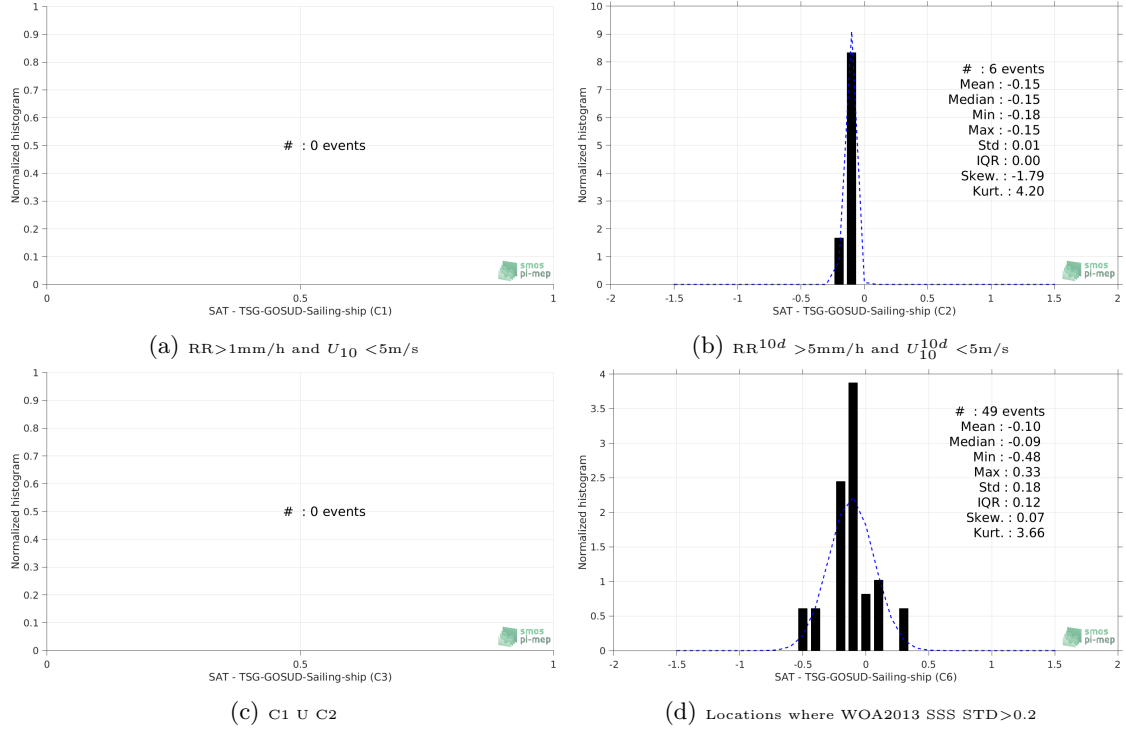 1
0.9
0.8
0.7
0.6
0.5
0.4
0.3
0.2
0.1
0
Normalized histogram
# : 0 events
smos
pi-mep
0 0.5 1
SAT - TSG-GOSUD-Sailing-ship (C1)
(a) RR>1mm/h and U10 <5m/s
10
9
8
7
6
5
4
3
2
1
0
Normalized histogram
# : 6 events
Mean : -0.15
Median : -0.15
Min : -0.18
Max : -0.15
Std : 0.01
IQR : 0.00
Skew. : -1.79
Kurt. : 4.20
smos
pi-mep
-2 -1.5 -1 -0.5 0 0.5 1 1.5 2
SAT - TSG-GOSUD-Sailing-ship (C2)
(b) RR^10d >5mm/h and U10^10d <5m/s
1
0.9
0.8
0.7
0.6
0.5
0.4
0.3
0.2
0.1
0
Normalized histogram
# : 0 events
smos
pi-mep
0 0.5 1
SAT - TSG-GOSUD-Sailing-ship (C3)
(c) C1 U C2
4
3.5
3
2.5
2
1.5
1
0.5
0
Normalized histogram
# : 49 events
Mean : -0.10
Median : -0.09
Min : -0.48
Max : 0.33
Std : 0.18
IQR : 0.12
Skew. : 0.07
Kurt. : 3.66
smos
pi-mep
-2 -1.5 -1 -0.5 0 0.5 1 1.5 2
SAT - TSG-GOSUD-Sailing-ship (C6)
(d) Locations where WOA2013 SSS STD>0.2